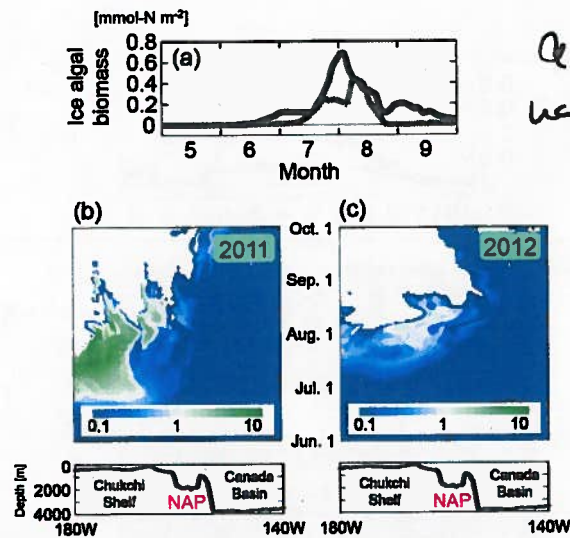 [mmol-N m⁻²]
Ice algal
biomass
0.8
0.6
0.4
0.2
0
(a)
5 6 7 8 9
Month
(b)
2011
0.1 1 10
Oct. 1
Sep. 1
Aug. 1
Jul. 1
Jun. 1
(c)
2012
0.1 1 10
Depth [m]
0
2000
4000
Chukchi
Shelf
NAP
Canada
Basin
180W 140W
Chukchi
Shelf
NAP
Canada
Basin
180W 140W